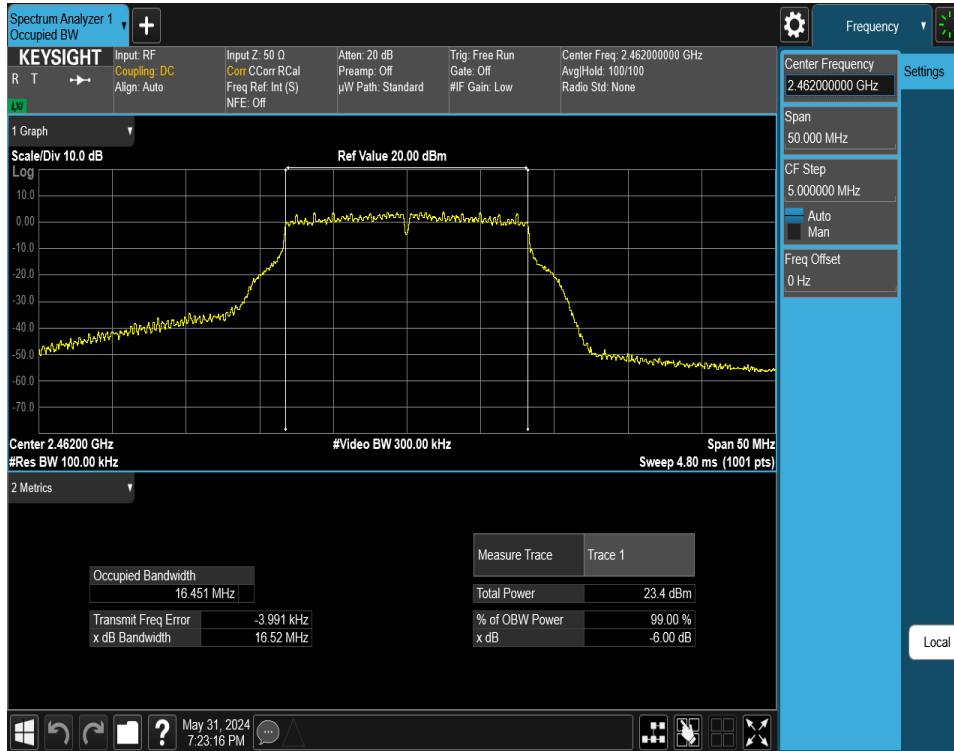 Spectrum Analyzer 1
Occupied BW
+
Frequency
KEYSIGHT
R T
LXI
Input: RF
Coupling: DC
Align: Auto
Input Z: 50 Ω
Corr CCorr RCal
Freq Ref: Int (S)
NFE: Off
Atten: 20 dB
Preamp: Off
µW Path: Standard
Trig: Free Run
Gate: Off
#IF Gain: Low
Center Freq: 2.462000000 GHz
Avg|Hold: 100/100
Radio Std: None
Center Frequency
2.462000000 GHz
Settings
Span
50.000 MHz
CF Step
5.000000 MHz
Auto
Man
Freq Offset
0 Hz
Local
1 Graph
Scale/Div 10.0 dB
Ref Value 20.00 dBm
Log
10.0
0.00
-10.0
-20.0
-30.0
-40.0
-50.0
-60.0
-70.0
Center 2.46200 GHz
#Video BW 300.00 kHz
Span 50 MHz
#Res BW 100.00 kHz
Sweep 4.80 ms (1001 pts)
2 Metrics
Occupied Bandwidth
16.451 MHz
Transmit Freq Error -3.991 kHz
x dB Bandwidth 16.52 MHz
Measure Trace Trace 1
Total Power 23.4 dBm
% of OBW Power 99.00 %
x dB -6.00 dB
?
May 31, 2024
7:23:16 PM